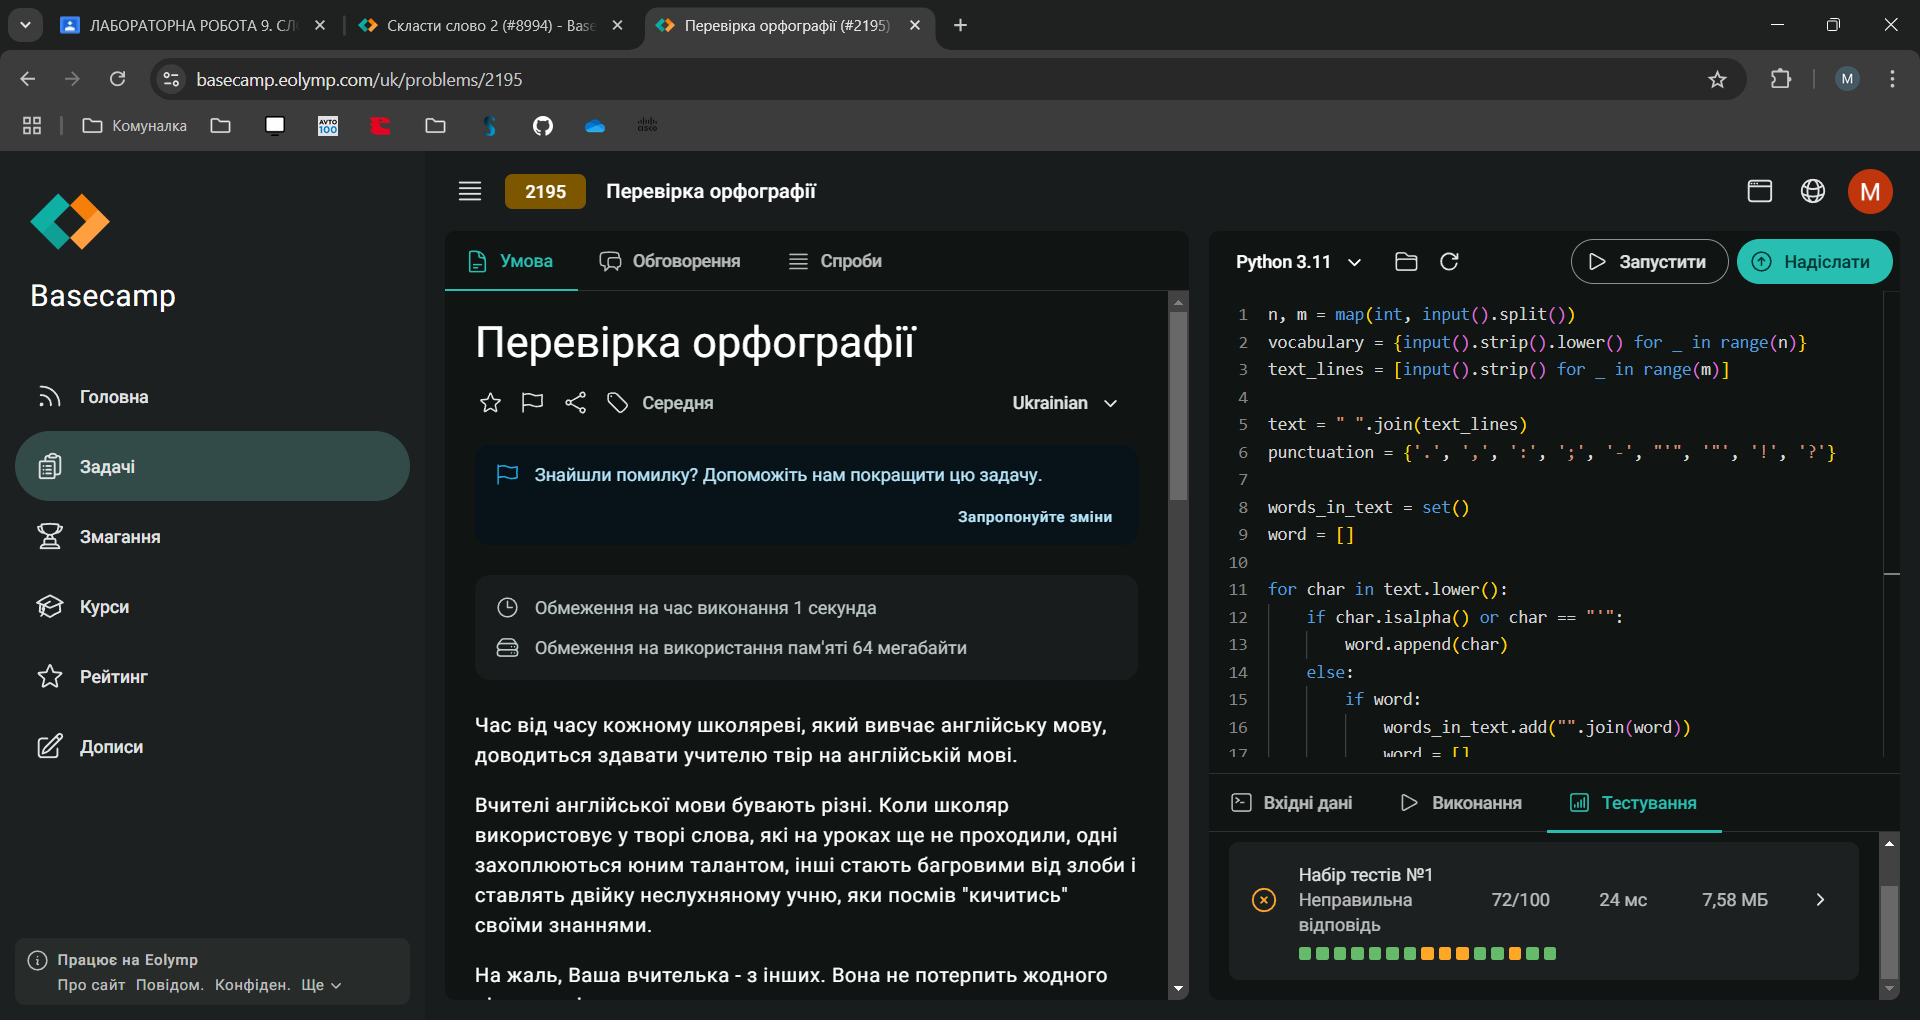 ЛАБОРАТОРНА РОБОТА 9. СЛ
Скласти слово 2 (#8994) - Base
Перевірка орфографії (#2195)
basecamp.eolymp.com/uk/problems/2195
M
Комуналка
AVTO
100
cisco
Basecamp
Головна
Задачі
Змагання
Курси
Рейтинг
Дописи
Працює на Eolymp
Про сайт Повідом. Конфіден. Ще
2195 Перевірка орфографії
M
Умова Обговорення Спроби
Перевірка орфографії
Середня
Ukrainian
Знайшли помилку? Допоможіть нам покращити цю задачу.
Запропонуйте зміни
Обмеження на час виконання 1 секунда
Обмеження на використання пам'яті 64 мегабайти
Час від часу кожному школяреві, який вивчає англійську мову,
доводиться здавати учителю твір на англійській мові.
Вчителі англійської мови бувають різні. Коли школяр
використовує у творі слова, які на уроках ще не проходили, одні
захоплюються юним талантом, інші стають багровими від злоби і
ставлять двійку неслухняному учню, яки посмів "кичитись"
своїми знаннями.
На жаль, Ваша вчителька - з інших. Вона не потерпить жодного
Python 3.11
Запустити
Надіслати
1 n, m = map(int, input().split())
2 vocabulary = {input().strip().lower() for _ in range(n)}
3 text_lines = [input().strip() for _ in range(m)]
4
5 text = " ".join(text_lines)
6 punctuation = {'.', ',', ':', ';', '-', "'", '"', '!', '?'}
7
8 words_in_text = set()
9 word = []
10
11 for char in text.lower():
12 if char.isalpha() or char == "'":
13 word.append(char)
14 else:
15 if word:
16 words_in_text.add("".join(word))
17 word = []
Вхідні дані Виконання Тестування
Набір тестів №1
Неправильна
відповідь
72/100 24 мс 7,58 МБ